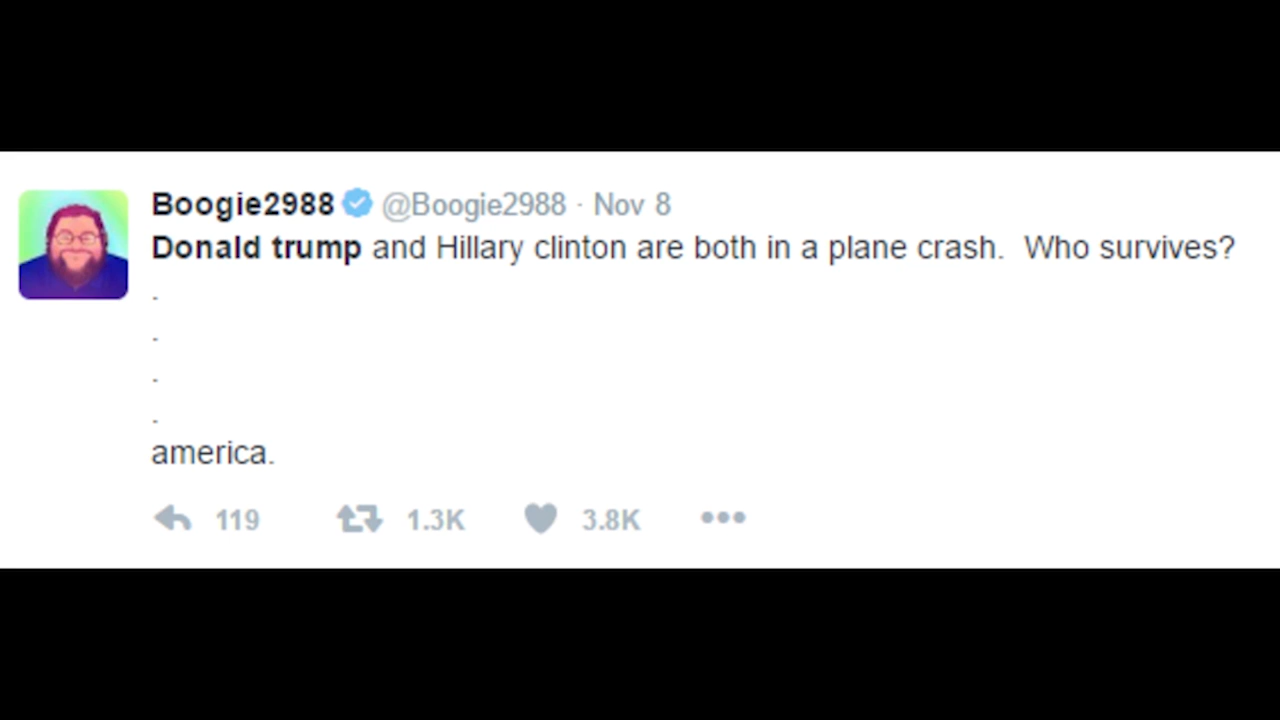 Boogie2988 @Boogie2988 · Nov 8
Donald trump and Hillary clinton are both in a plane crash. Who survives?
.
.
.
.
america.
119 1.3K 3.8K •••